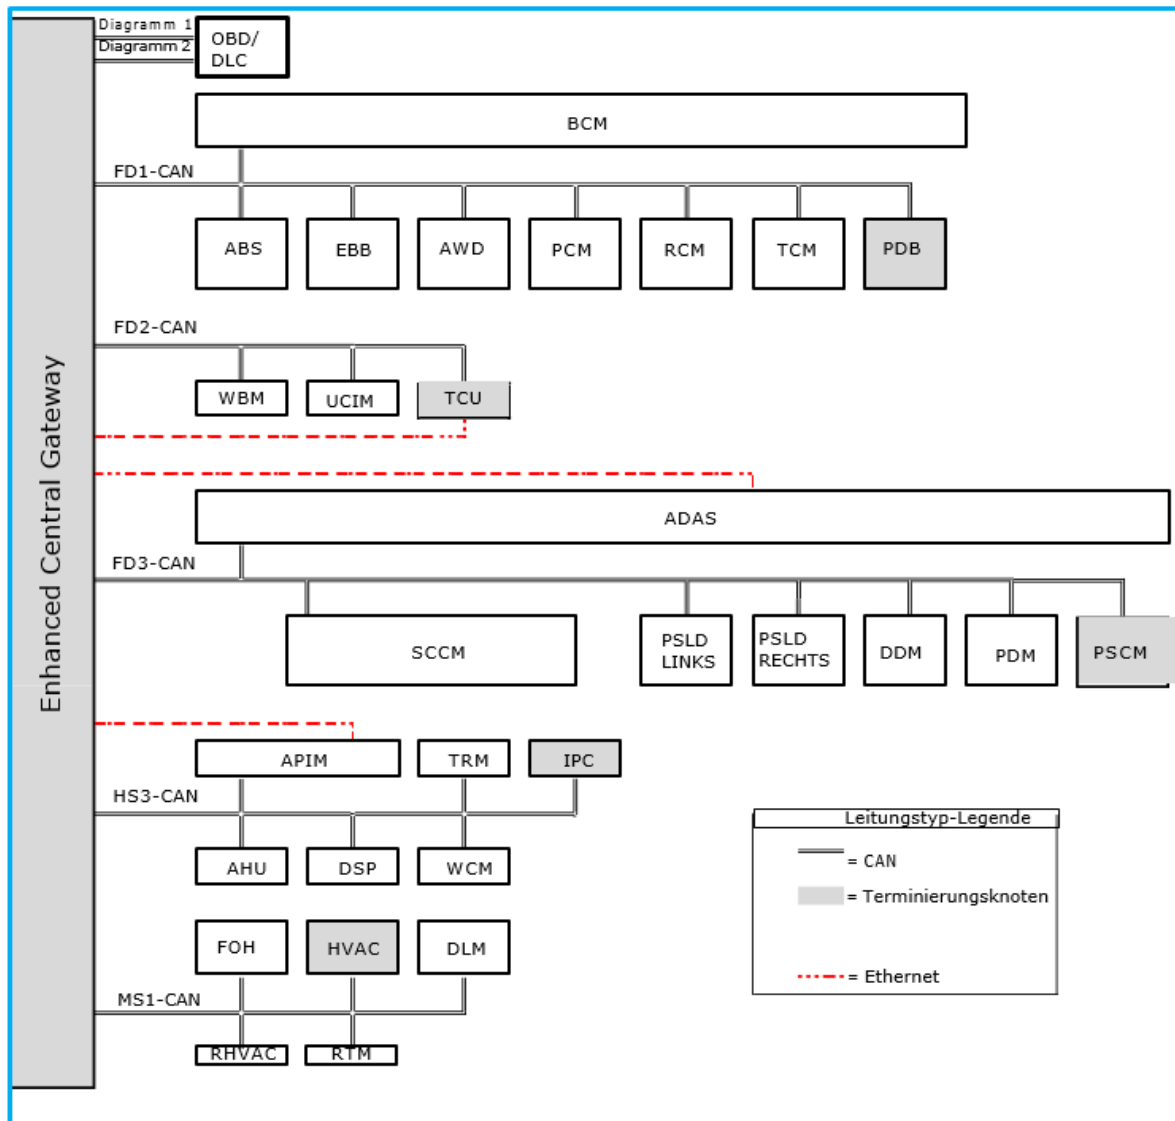 Diagramm 1
Diagramm 2
OBD/
DLC
BCM
FD1-CAN
ABS
EBB
AWD
PCM
RCM
TCM
PDB
FD2-CAN
WBM
UCIM
TCU
Enhanced Central Gateway
ADAS
FD3-CAN
SCCM
PSLD
LINKS
PSLD
RECHTS
DDM
PDM
PSCM
APIM
TRM
IPC
HS3-CAN
AHU
DSP
WCM
FOH
HVAC
DLM
MS1-CAN
RHVAC
RTM
Leitungstyp-Legende
= CAN
= Terminierungsknoten
= Ethernet